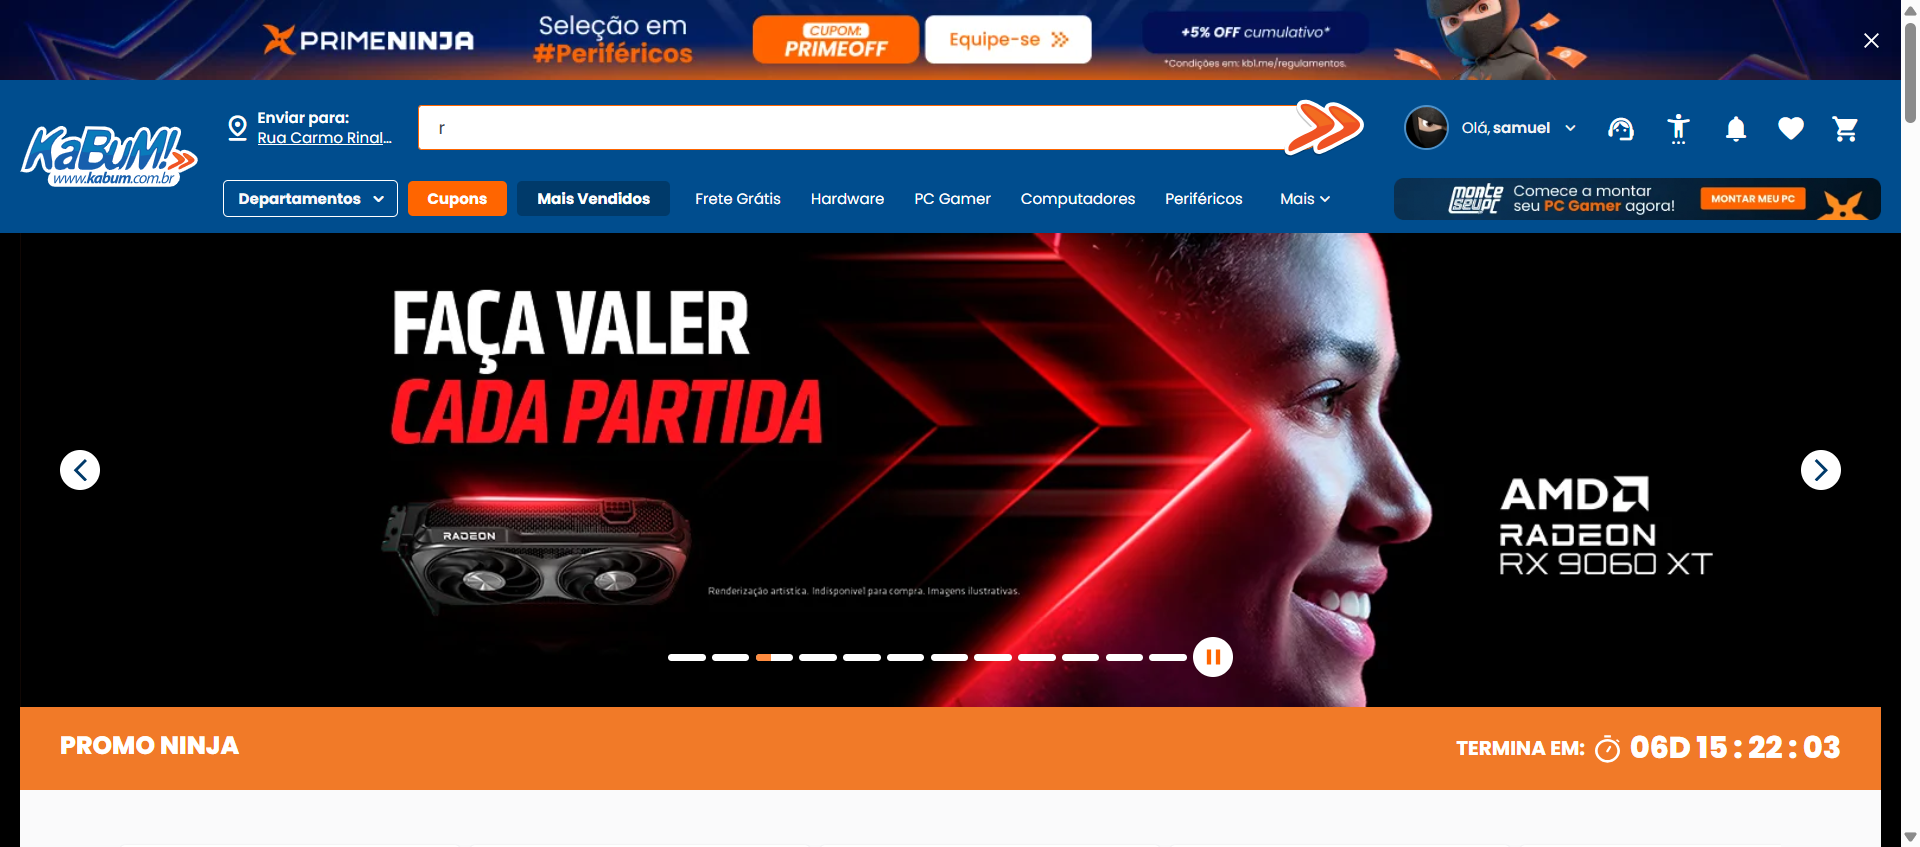 PRIMENINJA
Seleção em
#Periféricos
CUPOM:
PRIMEOFF
Equipe-se
+5% OFF cumulativo*
*Condições em: kb1.me/regulamentos.
KaBuM!
www.kabum.com.br
Enviar para:
Rua Carmo Rinal...
r
Olá, samuel
Departamentos
Cupons
Mais Vendidos
Frete Grátis
Hardware
PC Gamer
Computadores
Periféricos
Mais
monte
seu pc
Comece a montar
seu PC Gamer agora!
MONTAR MEU PC
FAÇA VALER
CADA PARTIDA
RADEON
Renderização artistica. Indisponivel para compra. Imagens ilustrativas.
AMD
RADEON
RX 9060 XT
PROMO NINJA
TERMINA EM: 06D 15 : 22 : 03